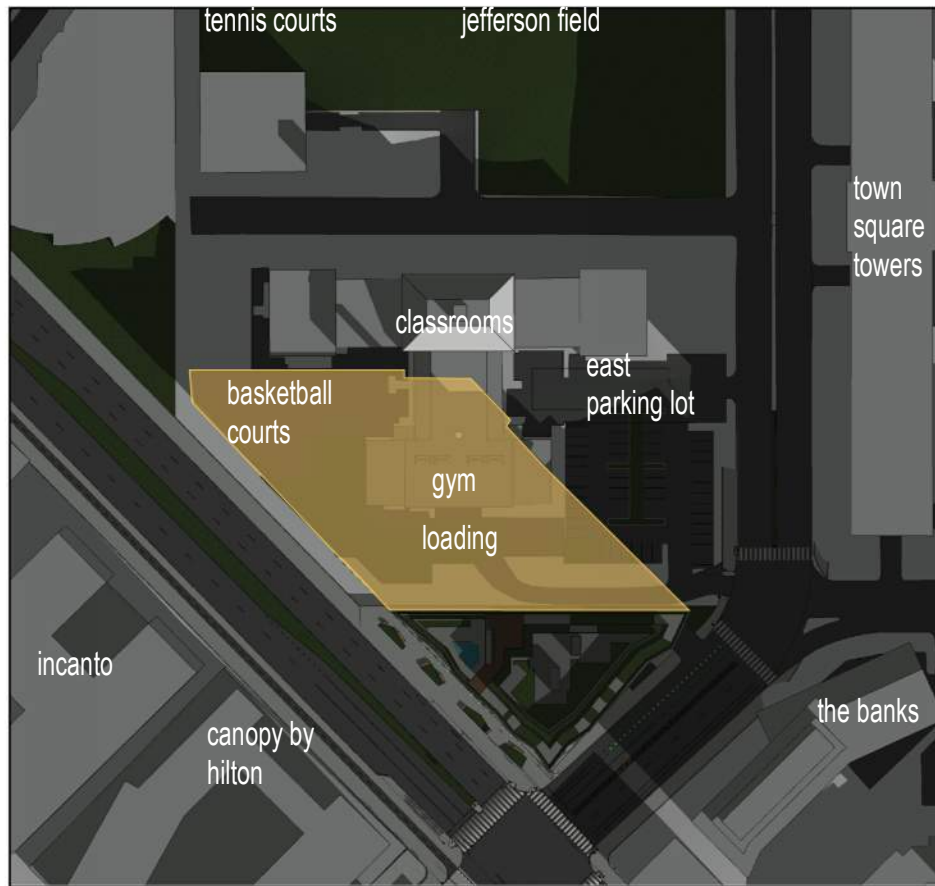 tennis courts
jefferson field
town
square
towers
classrooms
east
parking lot
basketball
courts
gym
loading
incanto
canopy by
hilton
the banks